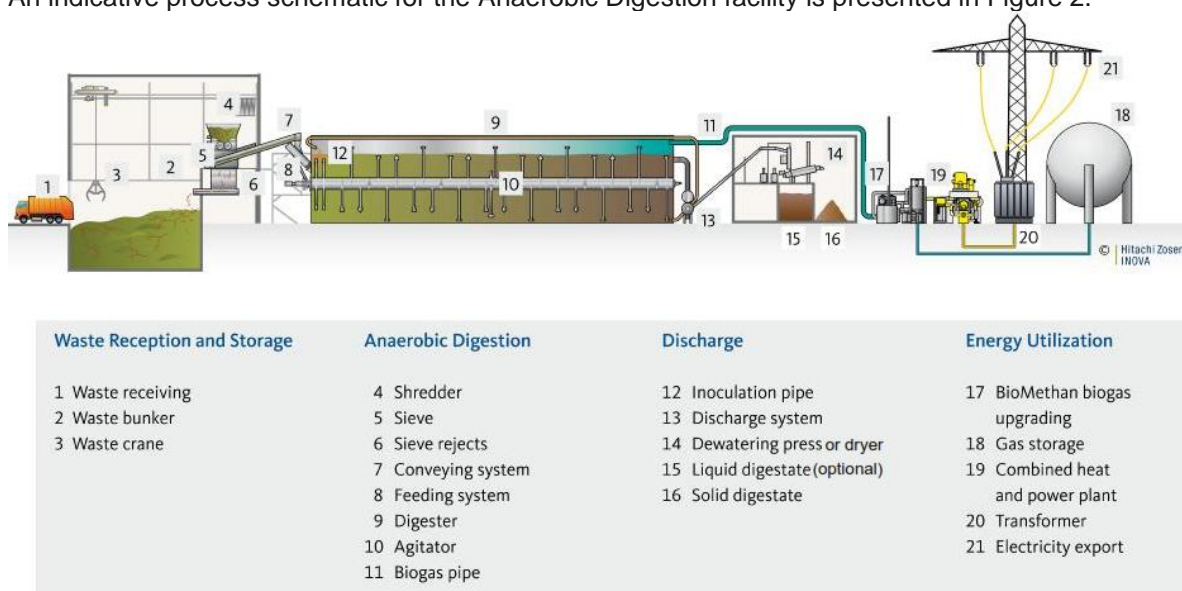 An indicative process schematic for the Anaerobic Digestion facility is presented in Figure 2.
21
4
7
9
11
18
12
14
5
2
3
8
6
10
17
19
1
13
15
16
20
© Hitachi Zosen
INOVA
Waste Reception and Storage
1 Waste receiving
2 Waste bunker
3 Waste crane
Anaerobic Digestion
4 Shredder
5 Sieve
6 Sieve rejects
7 Conveying system
8 Feeding system
9 Digester
10 Agitator
11 Biogas pipe
Discharge
12 Inoculation pipe
13 Discharge system
14 Dewatering press or dryer
15 Liquid digestate (optional)
16 Solid digestate
Energy Utilization
17 BioMethan biogas
upgrading
18 Gas storage
19 Combined heat
and power plant
20 Transformer
21 Electricity export